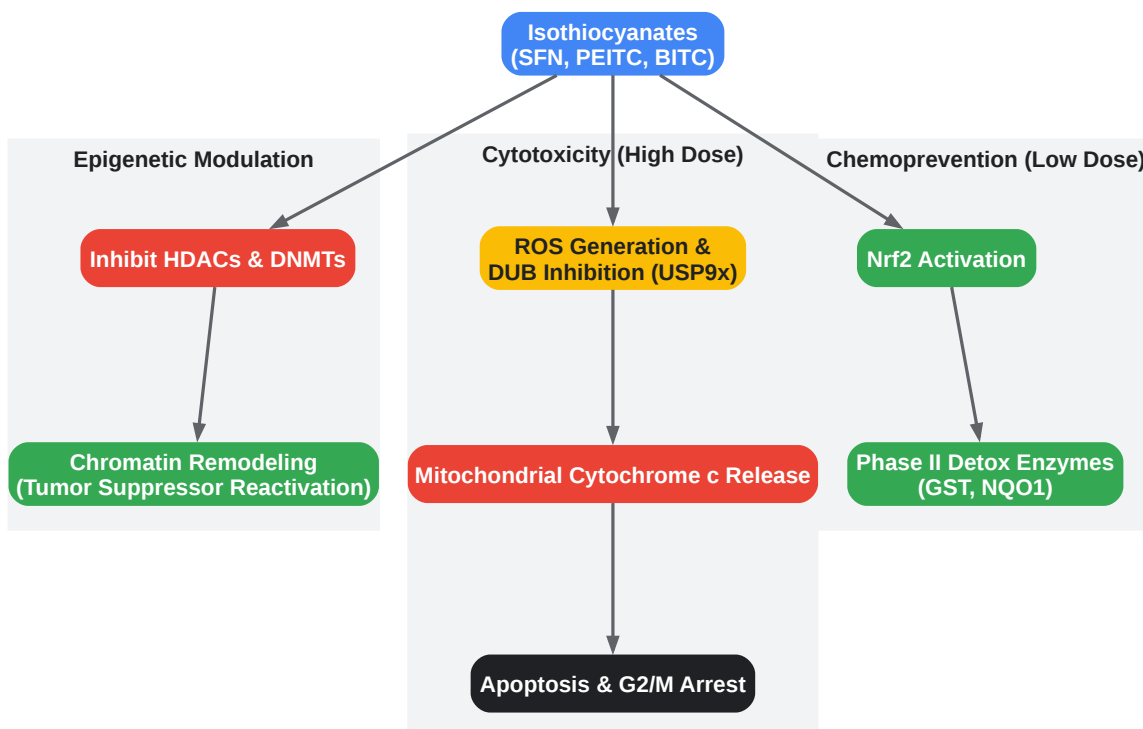 Isothiocyanates
(SFN, PEITC, BITC)
Epigenetic Modulation
Cytotoxicity (High Dose)
Chemoprevention (Low Dose)
Inhibit HDACs & DNMTs
ROS Generation &
DUB Inhibition (USP9x)
Nrf2 Activation
Chromatin Remodeling
(Tumor Suppressor Reactivation)
Mitochondrial Cytochrome c Release
Phase II Detox Enzymes
(GST, NQO1)
Apoptosis & G2/M Arrest